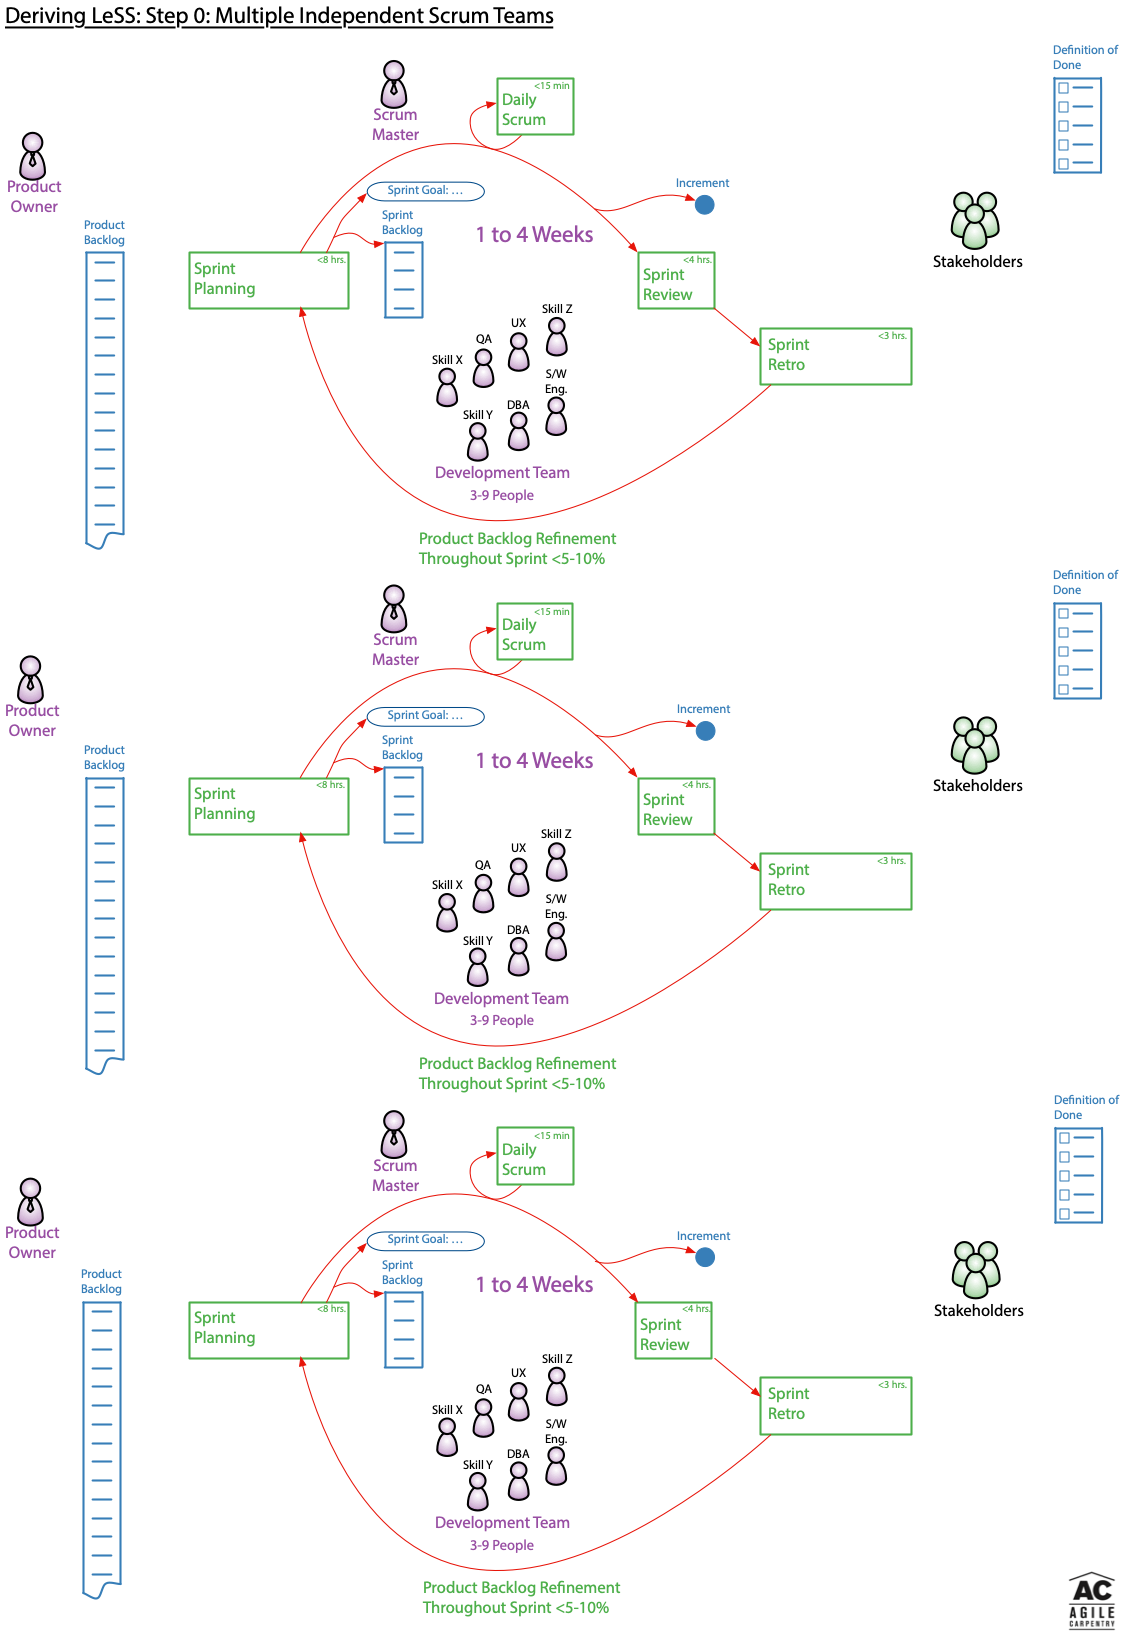 Deriving LeSS: Step 0: Multiple Independent Scrum Teams
Definition of
Done
<15 min
Daily
Scrum
Scrum
Master
Product
Owner
Sprint Goal: …
Increment
Sprint
Backlog
Product
Backlog
1 to 4 Weeks
Stakeholders
<8 hrs.
Sprint
Planning
<4 hrs.
Sprint
Review
Skill Z
UX
QA
Skill X
<3 hrs.
Sprint
Retro
S/W
Eng.
DBA
Skill Y
Development Team
3-9 People
Product Backlog Refinement
Throughout Sprint <5-10%
Definition of
Done
<15 min
Daily
Scrum
Scrum
Master
Product
Owner
Sprint Goal: …
Increment
Sprint
Backlog
Product
Backlog
1 to 4 Weeks
Stakeholders
<8 hrs.
Sprint
Planning
<4 hrs.
Sprint
Review
Skill Z
UX
QA
Skill X
<3 hrs.
Sprint
Retro
S/W
Eng.
DBA
Skill Y
Development Team
3-9 People
Product Backlog Refinement
Throughout Sprint <5-10%
Definition of
Done
<15 min
Daily
Scrum
Scrum
Master
Product
Owner
Sprint Goal: …
Increment
Sprint
Backlog
Product
Backlog
1 to 4 Weeks
Stakeholders
<8 hrs.
Sprint
Planning
<4 hrs.
Sprint
Review
Skill Z
UX
QA
Skill X
<3 hrs.
Sprint
Retro
S/W
Eng.
DBA
Skill Y
Development Team
3-9 People
Product Backlog Refinement
Throughout Sprint <5-10%
AC
AGILE
CARPENTRY